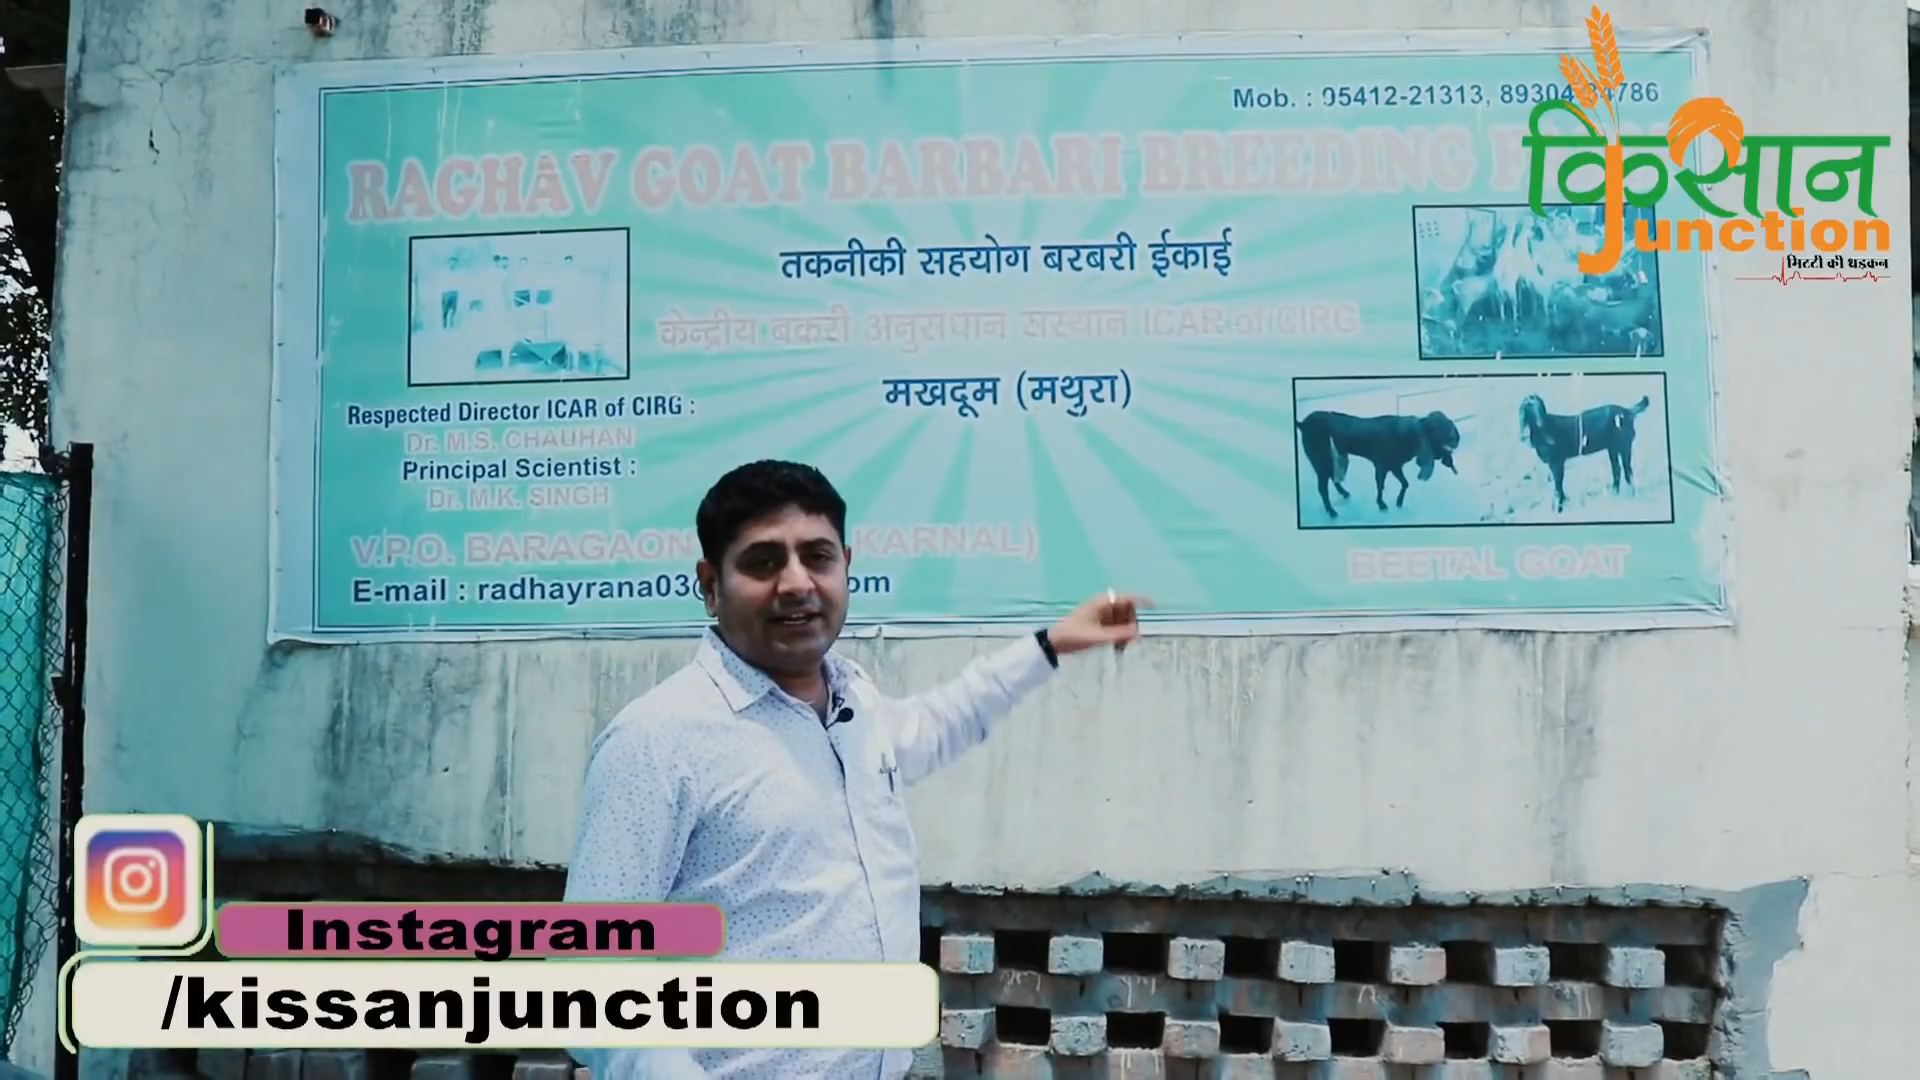 Mob. : 95412-21313, 89304
RAGHAV GOAT BARBARI BREEDING
तकनीकी सहयोग बरबरी ईकाई
केन्द्रीय बकरी अनुसधान संस्थान ICAR of CIRG
मखदूम (मथुरा)
Respected Director ICAR of CIRG :
Dr. M.S. CHAUHAN
Principal Scientist :
Dr. M.K. SINGH
V.P.O. BARAGAON KARNAL)
E-mail : radhayrana03@
BEETAL GOAT
किसान
Junction
मिटटी की धड़कन
Instagram
/kissanjunction